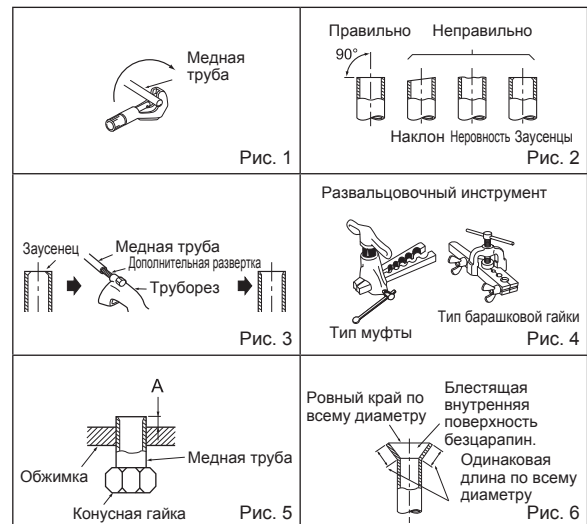 Медная
труба
Рис. 1
Правильно
Неправильно
90°
Наклон Неровность Заусенцы
Рис. 2
Заусенец
Медная труба
Дополнительная развертка
Труборез
Рис. 3
Развальцовочный инструмент
Тип муфты
Тип барашковой гайки
Рис. 4
A
Обжимка
Медная труба
Конусная гайка
Рис. 5
Ровный край по
всему диаметру
Блестящая
внутренняя
поверхность
безцарапин.
Одинаковая
длина по всему
диаметру
Рис. 6